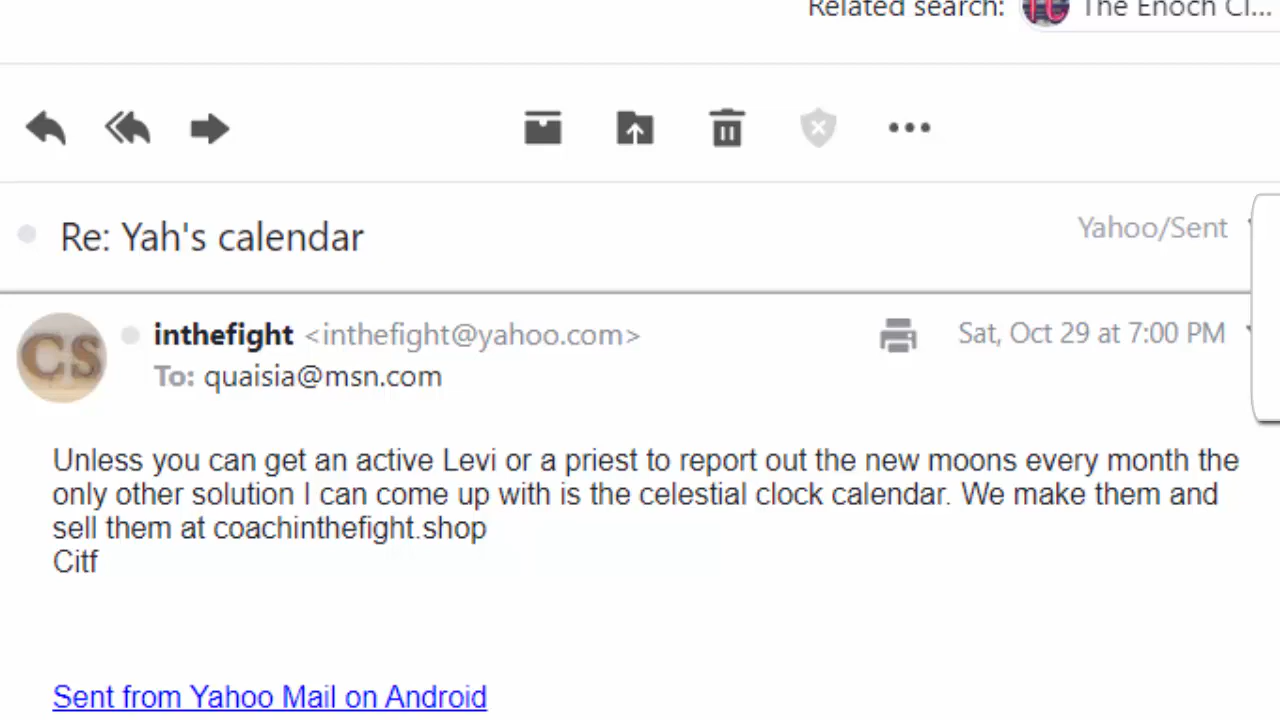 Related search: The Enoch Cl...
Re: Yah's calendar
Yahoo/Sent
CS
inthefight <inthefight@yahoo.com>
Sat, Oct 29 at 7:00 PM
To: quaisia@msn.com
Unless you can get an active Levi or a priest to report out the new moons every month the
only other solution I can come up with is the celestial clock calendar. We make them and
sell them at coachinthefight.shop
Citf
Sent from Yahoo Mail on Android